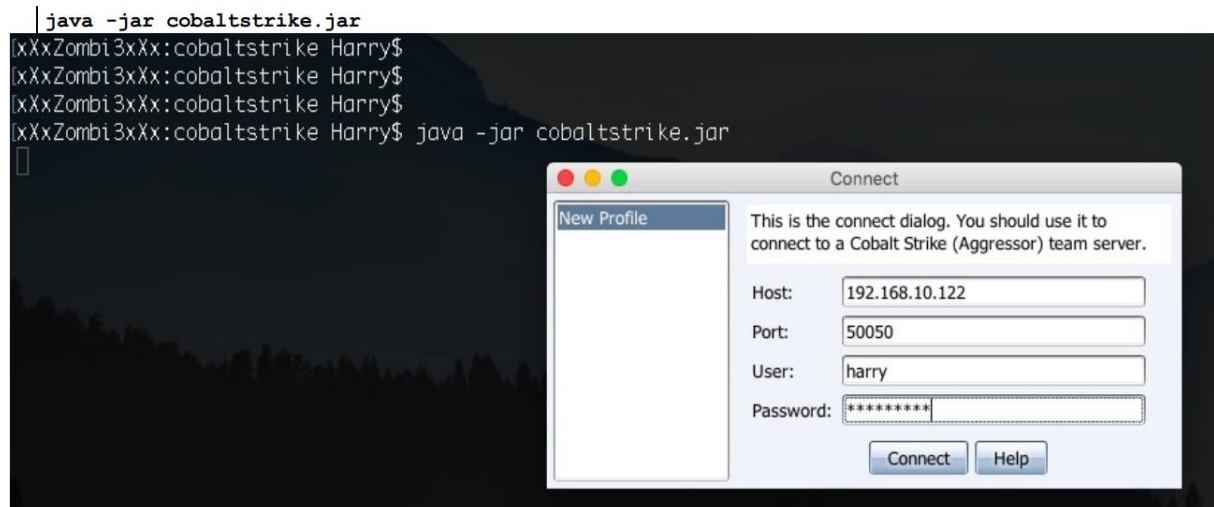 java -jar cobaltstrike.jar
[xXxZombi3xXx:cobaltstrike Harry$
[xXxZombi3xXx:cobaltstrike Harry$
[xXxZombi3xXx:cobaltstrike Harry$
[xXxZombi3xXx:cobaltstrike Harry$ java -jar cobaltstrike.jar
Connect
New Profile
This is the connect dialog. You should use it to
connect to a Cobalt Strike (Aggressor) team server.
Host: 192.168.10.122
Port: 50050
User: harry
Password: *********
Connect Help